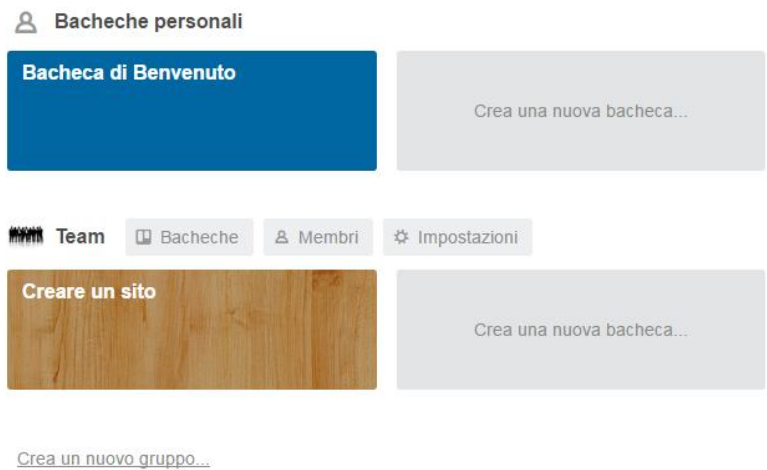 Bacheche personali
Bacheca di Benvenuto
Crea una nuova bacheca...
Team Bacheche Membri Impostazioni
Creare un sito
Crea una nuova bacheca...
Crea un nuovo gruppo...